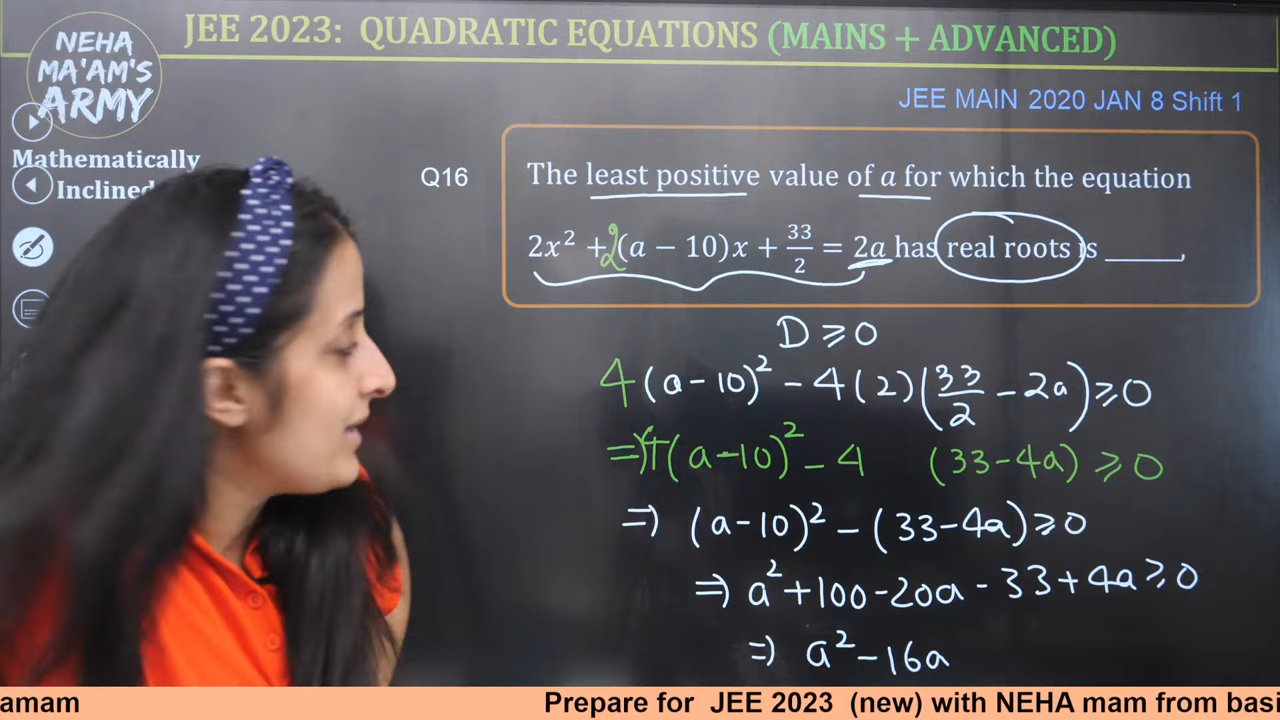 JEE 2023: QUADRATIC EQUATIONS (MAINS + ADVANCED)
NEHA
MA'AM'S
ARMY
JEE MAIN 2020 JAN 8 Shift 1
Mathematically
Inclined
Q16
The least positive value of a for which the equation
2x² + 2(a − 10)x + 33/2 = 2a has real roots is ______
D ⩾ 0
4(a-10)² - 4(2)(33/2 - 2a) ⩾ 0
⇒ 4(a-10)² - 4 (33-4a) ⩾ 0
⇒ (a-10)² - (33-4a) ⩾ 0
⇒ a² + 100 - 20a - 33 + 4a ⩾ 0
⇒ a² - 16a
amam Prepare for JEE 2023 (new) with NEHA mam from basi